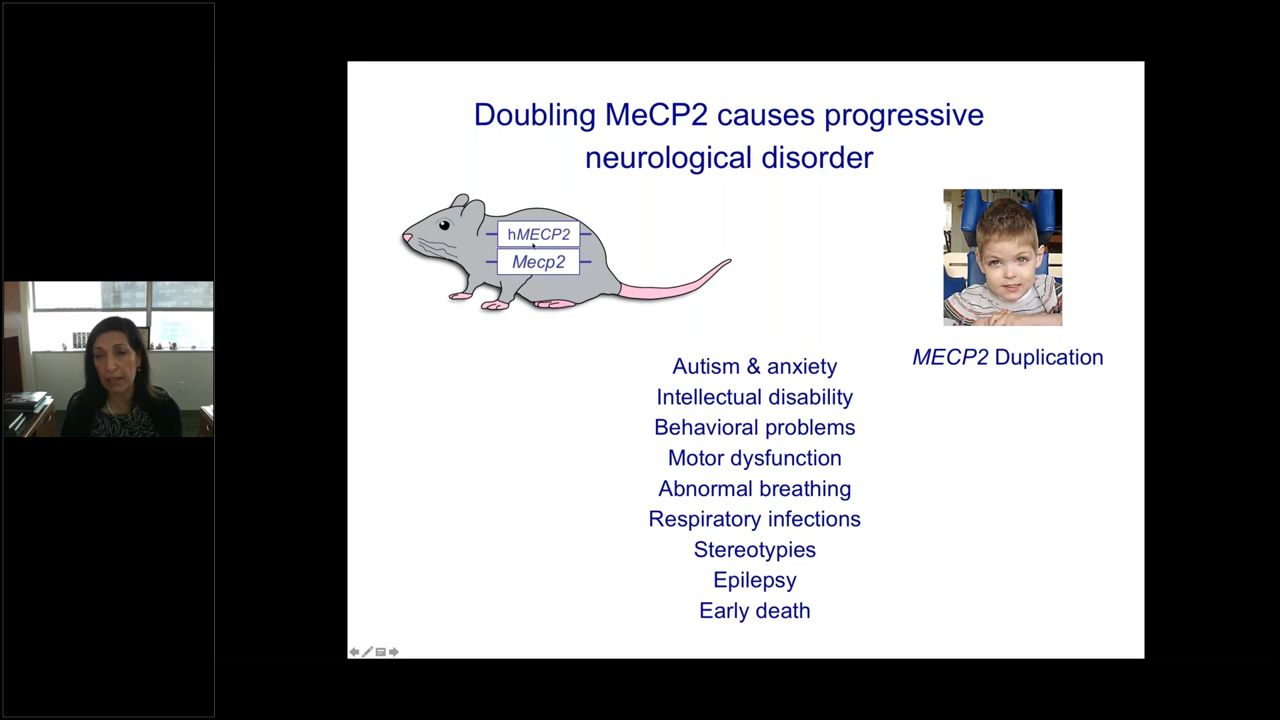 Doubling MeCP2 causes progressive
neurological disorder
hMECP2
Mecp2
MECP2 Duplication
Autism & anxiety
Intellectual disability
Behavioral problems
Motor dysfunction
Abnormal breathing
Respiratory infections
Stereotypies
Epilepsy
Early death